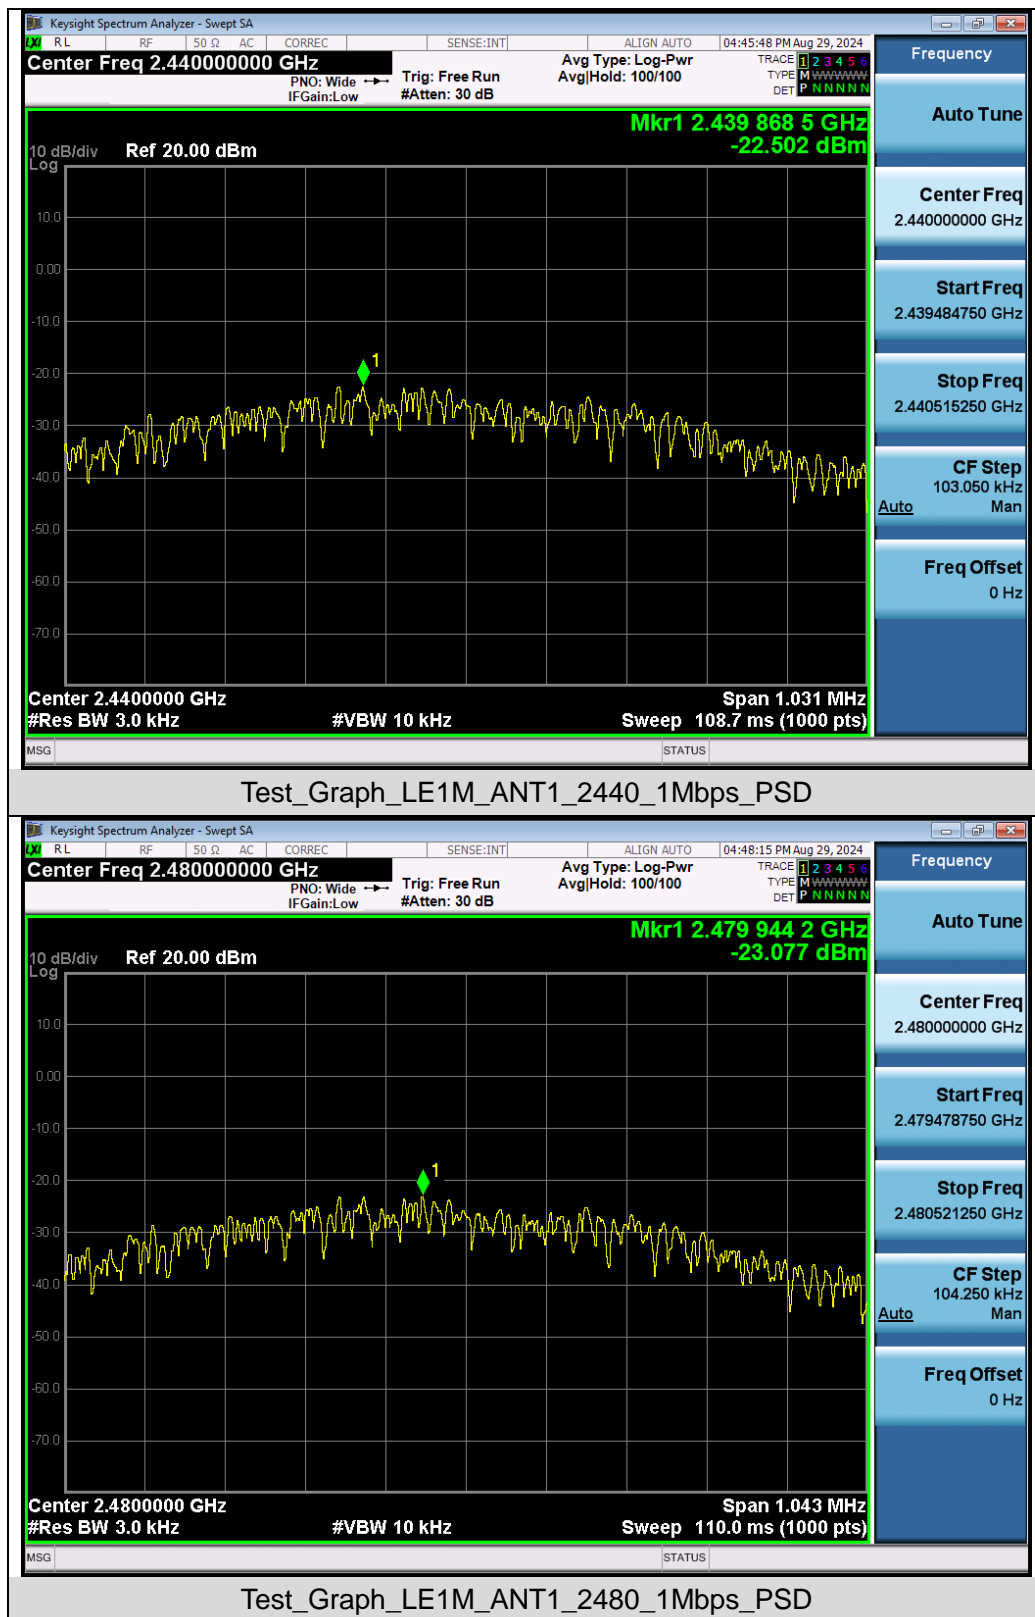 Keysight Spectrum Analyzer - Swept SA
LXI RL RF 50 Ω AC CORREC SENSE:INT ALIGN AUTO 04:45:48 PM Aug 29, 2024
Center Freq 2.440000000 GHz
PNO: Wide
IFGain:Low
Trig: Free Run
#Atten: 30 dB
Avg Type: Log-Pwr
Avg|Hold: 100/100
TRACE 1 2 3 4 5 6
TYPE M WWWWW
DET P N N N N N
Mkr1 2.439 868 5 GHz
-22.502 dBm
10 dB/div Ref 20.00 dBm
Log
10.0
0.00
-10.0
-20.0
-30.0
-40.0
-50.0
-60.0
-70.0
1
Center 2.4400000 GHz Span 1.031 MHz
#Res BW 3.0 kHz #VBW 10 kHz Sweep 108.7 ms (1000 pts)
MSG STATUS
Frequency
Auto Tune
Center Freq
2.440000000 GHz
Start Freq
2.439484750 GHz
Stop Freq
2.440515250 GHz
CF Step
103.050 kHz
Auto Man
Freq Offset
0 Hz
Test_Graph_LE1M_ANT1_2440_1Mbps_PSD
Keysight Spectrum Analyzer - Swept SA
LXI RL RF 50 Ω AC CORREC SENSE:INT ALIGN AUTO 04:48:15 PM Aug 29, 2024
Center Freq 2.480000000 GHz
PNO: Wide
IFGain:Low
Trig: Free Run
#Atten: 30 dB
Avg Type: Log-Pwr
Avg|Hold: 100/100
TRACE 1 2 3 4 5 6
TYPE M WWWWW
DET P N N N N N
Mkr1 2.479 944 2 GHz
-23.077 dBm
10 dB/div Ref 20.00 dBm
Log
10.0
0.00
-10.0
-20.0
-30.0
-40.0
-50.0
-60.0
-70.0
1
Center 2.4800000 GHz Span 1.043 MHz
#Res BW 3.0 kHz #VBW 10 kHz Sweep 110.0 ms (1000 pts)
MSG STATUS
Frequency
Auto Tune
Center Freq
2.480000000 GHz
Start Freq
2.479478750 GHz
Stop Freq
2.480521250 GHz
CF Step
104.250 kHz
Auto Man
Freq Offset
0 Hz
Test_Graph_LE1M_ANT1_2480_1Mbps_PSD